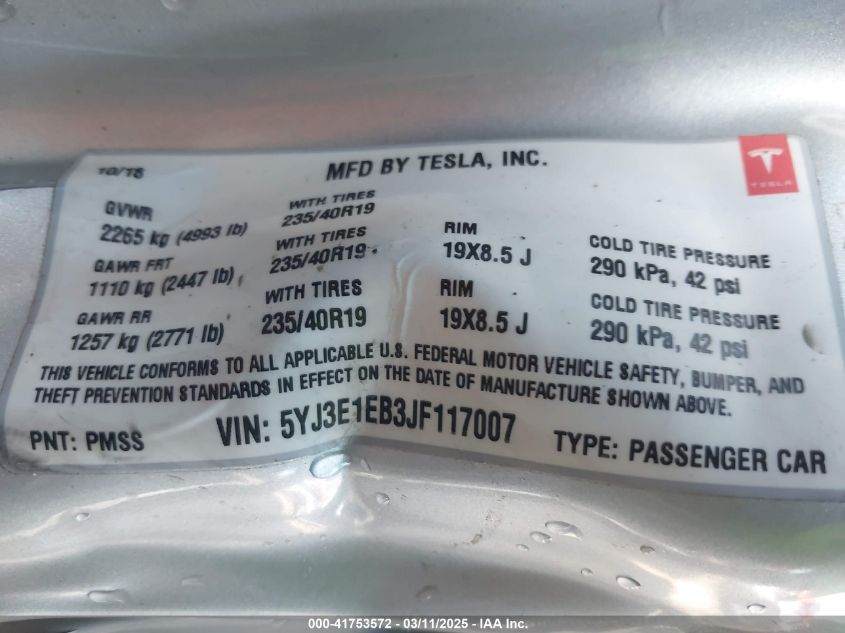 10/18
MFD BY TESLA, INC.
TESLA
GVWR
2265 kg (4993 lb)
WITH TIRES
235/40R19
GAWR FRT
1110 kg (2447 lb)
WITH TIRES
235/40R19
RIM
19X8.5 J
COLD TIRE PRESSURE
290 kPa, 42 psi
GAWR RR
1257 kg (2771 lb)
WITH TIRES
235/40R19
RIM
19X8.5 J
COLD TIRE PRESSURE
290 kPa, 42 psi
THIS VEHICLE CONFORMS TO ALL APPLICABLE U.S. FEDERAL MOTOR VEHICLE SAFETY, BUMPER, AND
THEFT PREVENTION STANDARDS IN EFFECT ON THE DATE OF MANUFACTURE SHOWN ABOVE.
PNT: PMSS
VIN: 5YJ3E1EB3JF117007
TYPE: PASSENGER CAR
000-41753572 - 03/11/2025 - IAA Inc.